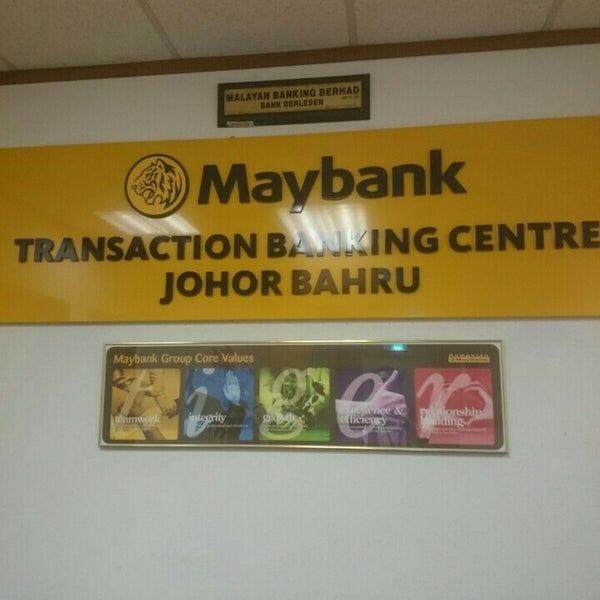 MALAYAN BANKING BERHAD
BANK BERLESEN
Maybank
TRANSACTION BANKING CENTRE
JOHOR BAHRU
Maybank Group Core Values
t i g e r
teamwork
integrity
growth
excellence &
efficiency
relationship
building